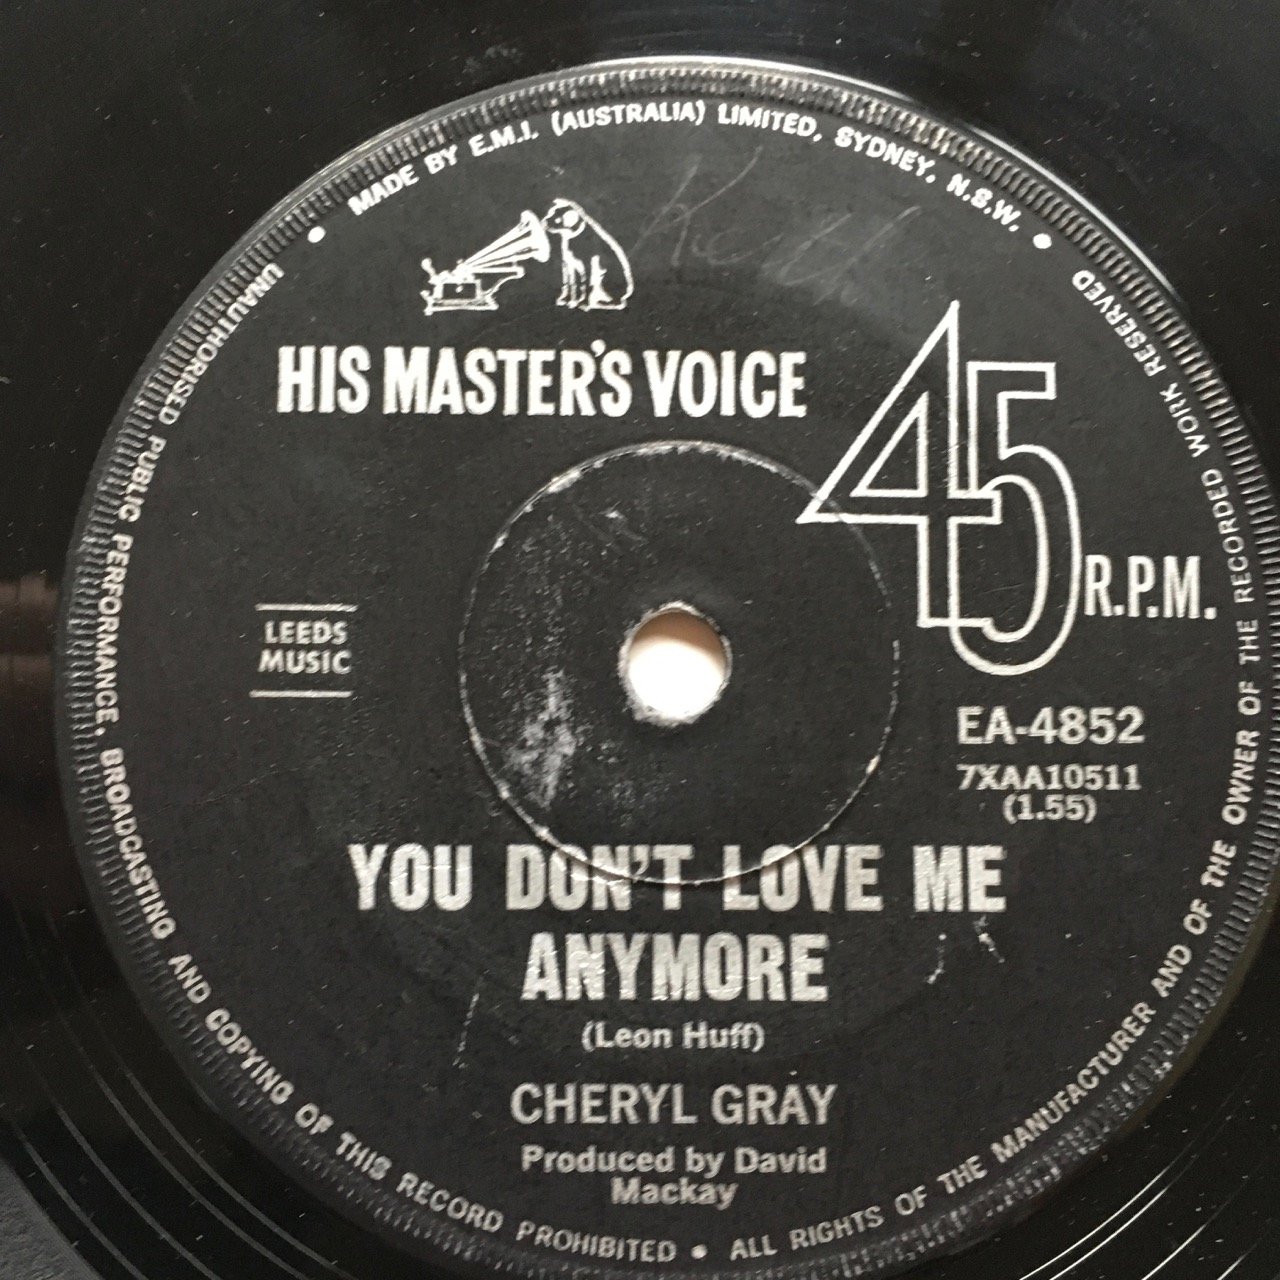 MADE BY E.M.I. (AUSTRALIA) LIMITED, SYDNEY, N.S.W.
HIS MASTER'S VOICE
45
R.P.M.
LEEDS
MUSIC
EA-4852
7XAA10511
(1.55)
YOU DON'T LOVE ME
ANYMORE
(Leon Huff)
CHERYL GRAY
Produced by David
Mackay
UNAUTHORISED PUBLIC PERFORMANCE, BROADCASTING AND COPYING OF THIS RECORD PROHIBITED • ALL RIGHTS OF THE MANUFACTURER AND OF THE OWNER OF THE RECORDED WORK RESERVED